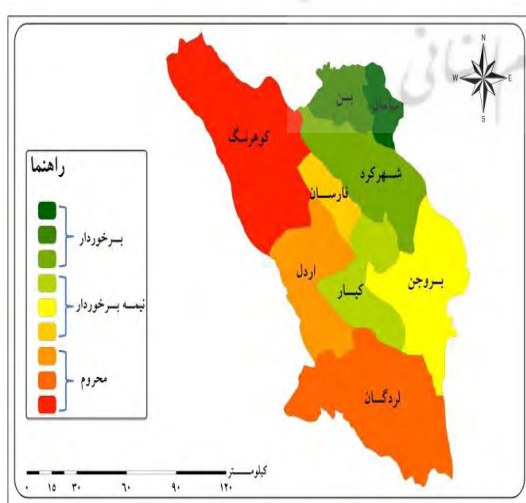 N
W E
S
بـن
سامان
کوهرنگ
شهرکرد
فارسان
راهنما
برخوردار
اردل
بروجن
کیار
نیمه برخوردار
محروم
لردگان
کیلومتر
۰ ۱۵ ۳۰ ۶۰ ۹۰ ۱۲۰